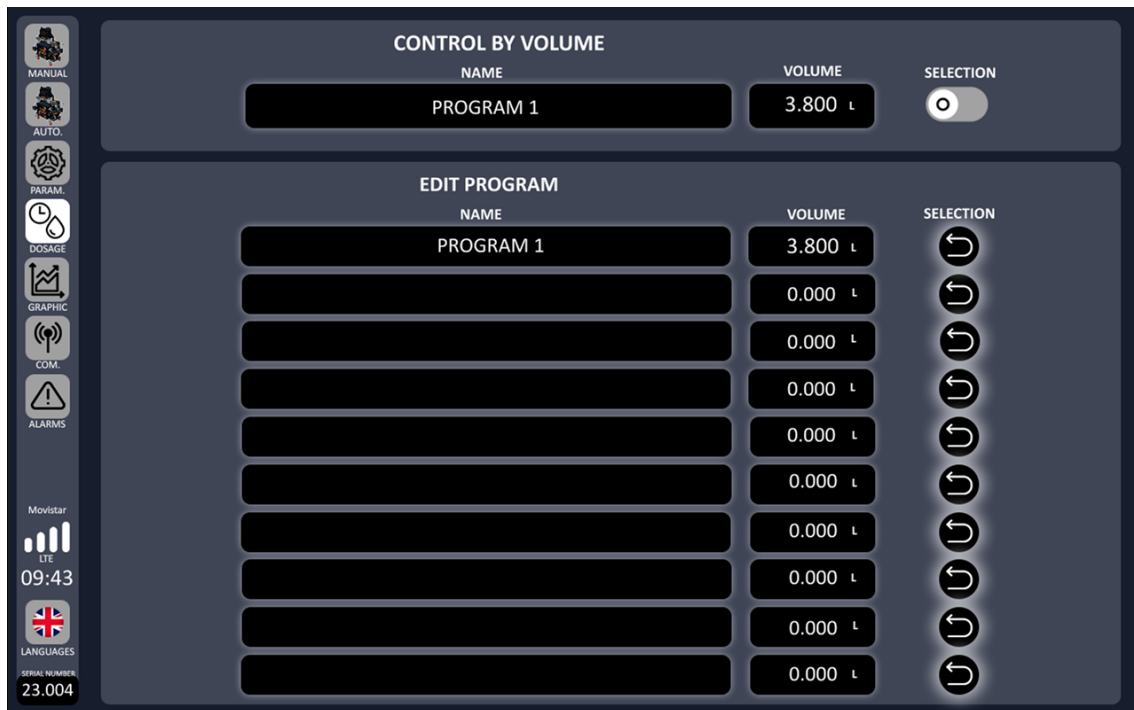 MANUAL
AUTO.
PARAM.
DOSAGE
GRAPHIC
COM.
ALARMS
Movistar
LTE
09:43
LANGUAGES
SERIAL NUMBER
23.004
CONTROL BY VOLUME
NAME VOLUME SELECTION
PROGRAM 1 3.800 L
EDIT PROGRAM
NAME VOLUME SELECTION
PROGRAM 1 3.800 L
0.000 L
0.000 L
0.000 L
0.000 L
0.000 L
0.000 L
0.000 L
0.000 L
0.000 L